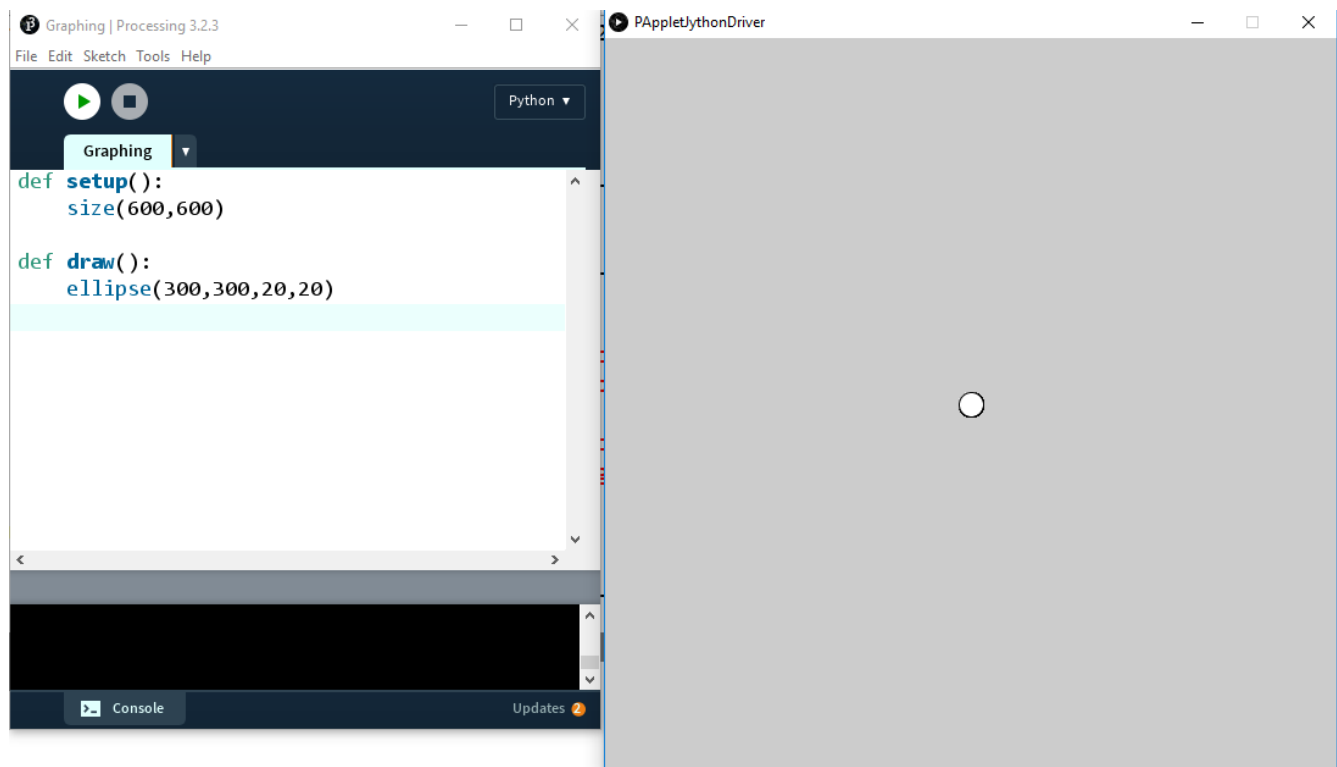 Graphing | Processing 3.2.3
File Edit Sketch Tools Help
Python ▼
Graphing ▼
def setup():
    size(600,600)
def draw():
    ellipse(300,300,20,20)
Console
Updates 2
PAppletJythonDriver